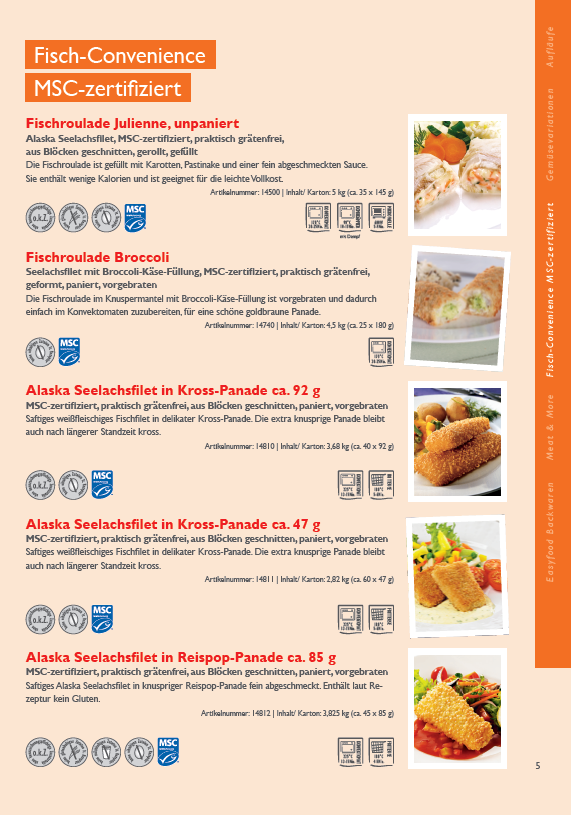 Fisch-Convenience
MSC-zertifiziert
Fischroulade Julienne, unpaniert
Alaska Seelachsfilet, MSC-zertifiziert, praktisch grätenfrei,
aus Blöcken geschnitten, gerollt, gefüllt
Die Fischroulade ist gefüllt mit Karotten, Pastinake und einer fein abgeschmeckten Sauce.
Sie enthält wenige Kalorien und ist geeignet für die leichte Vollkost.
Artikelnummer: 14500 | Inhalt/ Karton: 5 kg (ca. 35 x 145 g)
o.k.Z.
MSC
Fischroulade Broccoli
Seelachsfilet mit Broccoli-Käse-Füllung, MSC-zertifiziert, praktisch grätenfrei,
geformt, paniert, vorgebraten
Die Fischroulade im Knuspermantel mit Broccoli-Käse-Füllung ist vorgebraten und dadurch
einfach im Konvektomaten zuzubereiten, für eine schöne goldbraune Panade.
Artikelnummer: 14740 | Inhalt/ Karton: 4,5 kg (ca. 25 x 180 g)
MSC
Alaska Seelachsfilet in Kross-Panade ca. 92 g
MSC-zertifiziert, praktisch grätenfrei, aus Blöcken geschnitten, paniert, vorgebraten
Saftiges weißfleischiges Fischfilet in delikater Kross-Panade. Die extra knusprige Panade bleibt
auch nach längerer Standzeit kross.
Artikelnummer: 14810 | Inhalt/ Karton: 3,68 kg (ca. 40 x 92 g)
o.k.Z.
MSC
Alaska Seelachsfilet in Kross-Panade ca. 47 g
MSC-zertifiziert, praktisch grätenfrei, aus Blöcken geschnitten, paniert, vorgebraten
Saftiges weißfleischiges Fischfilet in delikater Kross-Panade. Die extra knusprige Panade bleibt
auch nach längerer Standzeit kross.
Artikelnummer: 14811 | Inhalt/ Karton: 2,82 kg (ca. 60 x 47 g)
o.k.Z.
MSC
Alaska Seelachsfilet in Reispop-Panade ca. 85 g
MSC-zertifiziert, praktisch grätenfrei, aus Blöcken geschnitten, paniert, vorgebraten
Saftiges Alaska Seelachsfilet in knuspriger Reispop-Panade fein abgeschmeckt. Enthält laut Re-
zeptur kein Gluten.
Artikelnummer: 14812 | Inhalt/ Karton: 3,825 kg (ca. 45 x 85 g)
o.k.Z.
MSC
Aufläufe
Gemüsevariationen
Fisch-Convenience MSC-zertifiziert
Meat & More
Easyfood Backwaren
5